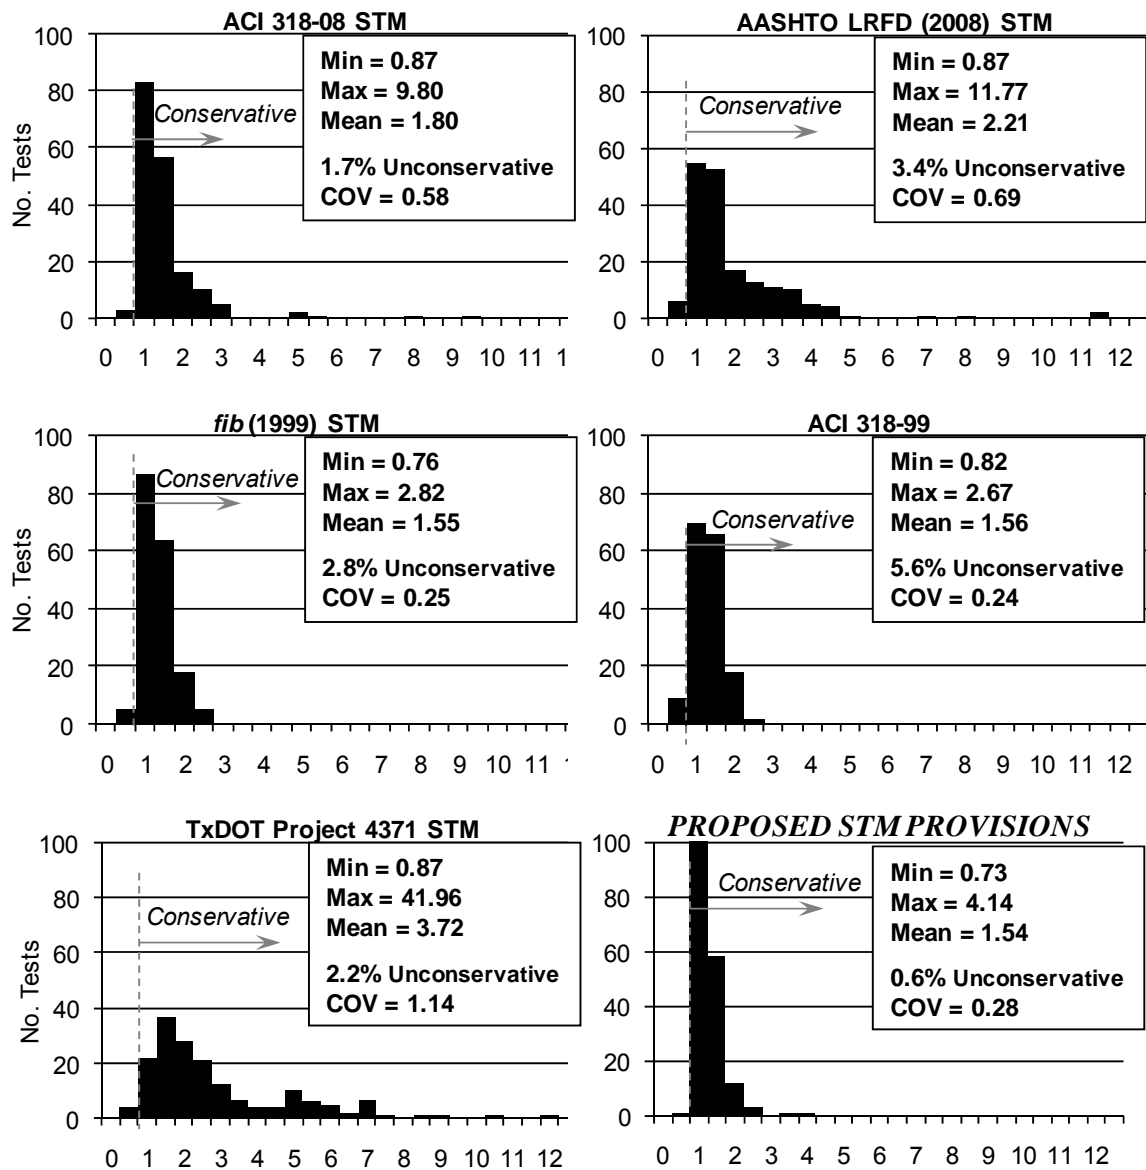 ACI 318-08 STM
No. Tests
100
80
60
40
20
0
Conservative
Min = 0.87
Max = 9.80
Mean = 1.80
1.7% Unconservative
COV = 0.58
0 1 2 3 4 5 6 7 8 9 10 11 1
AASHTO LRFD (2008) STM
100
80
60
40
20
0
Conservative
Min = 0.87
Max = 11.77
Mean = 2.21
3.4% Unconservative
COV = 0.69
0 1 2 3 4 5 6 7 8 9 10 11 12
fib (1999) STM
No. Tests
100
80
60
40
20
0
Conservative
Min = 0.76
Max = 2.82
Mean = 1.55
2.8% Unconservative
COV = 0.25
0 1 2 3 4 5 6 7 8 9 10 11
ACI 318-99
100
80
60
40
20
0
Conservative
Min = 0.82
Max = 2.67
Mean = 1.56
5.6% Unconservative
COV = 0.24
0 1 2 3 4 5 6 7 8 9 10 11 12
TxDOT Project 4371 STM
No. Tests
100
80
60
40
20
0
Conservative
Min = 0.87
Max = 41.96
Mean = 3.72
2.2% Unconservative
COV = 1.14
0 1 2 3 4 5 6 7 8 9 10 11 12
PROPOSED STM PROVISIONS
100
80
60
40
20
0
Conservative
Min = 0.73
Max = 4.14
Mean = 1.54
0.6% Unconservative
COV = 0.28
0 1 2 3 4 5 6 7 8 9 10 11 12